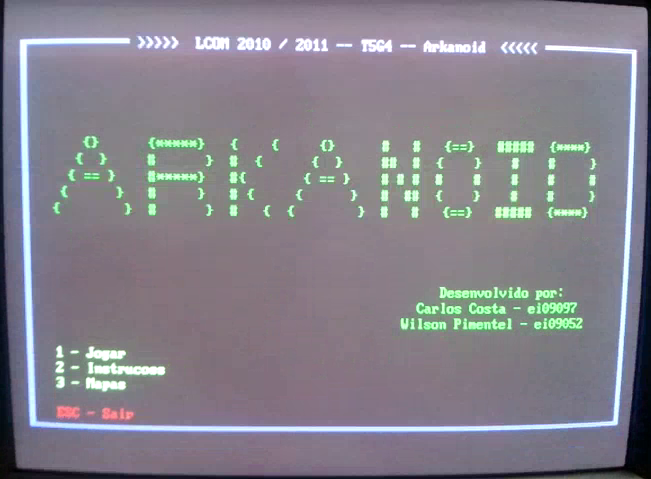 >>>>> LCOM 2010 / 2011 -- T5G4 -- Arkanoid <<<<<
ARKANOID
Desenvolvido por:
Carlos Costa - ei09097
Wilson Pimentel - ei09052
1 - Jogar
2 - Instrucoes
3 - Mapas
ESC - Sair